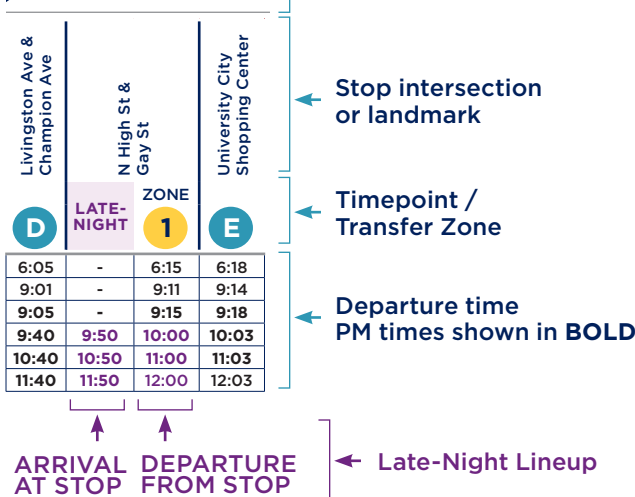 Livingston Ave &
Champion Ave
N High St &
Gay St
University City
Shopping Center
Stop intersection
or landmark
D
LATE-
NIGHT
ZONE
1
E
Timepoint /
Transfer Zone
6:05 - 6:15 6:18
9:01 - 9:11 9:14
9:05 - 9:15 9:18
9:40 9:50 10:00 10:03
10:40 10:50 11:00 11:03
11:40 11:50 12:00 12:03
Departure time
PM times shown in BOLD
ARRIVAL
AT STOP
DEPARTURE
FROM STOP
Late-Night Lineup